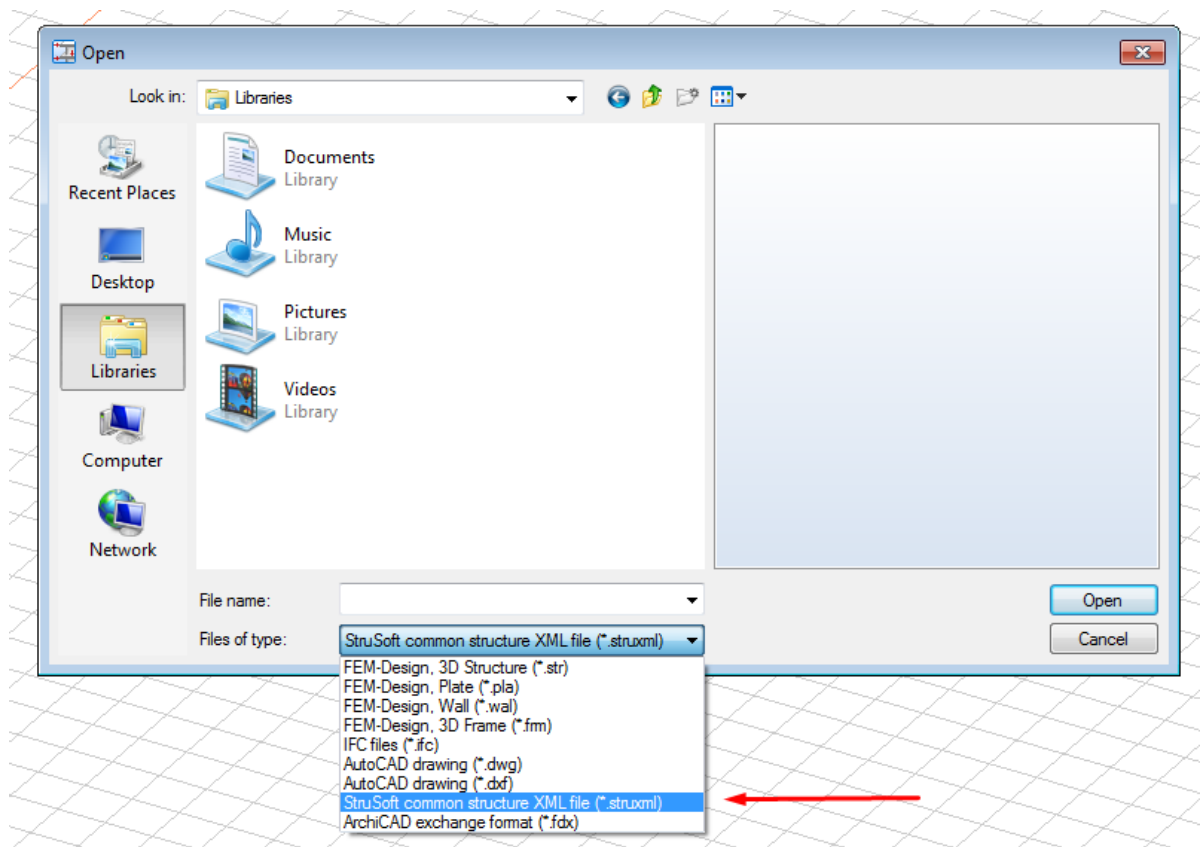 Open
Look in:
Libraries
Recent Places
Desktop
Libraries
Computer
Network
Documents
Library
Music
Library
Pictures
Library
Videos
Library
File name:
Open
Files of type:
StruSoft common structure XML file (*.struxml)
Cancel
FEM-Design, 3D Structure (*.str)
FEM-Design, Plate (*.pla)
FEM-Design, Wall (*.wal)
FEM-Design, 3D Frame (*.frm)
IFC files (*.ifc)
AutoCAD drawing (*.dwg)
AutoCAD drawing (*.dxf)
StruSoft common structure XML file (*.struxml)
ArchiCAD exchange format (*.fdx)